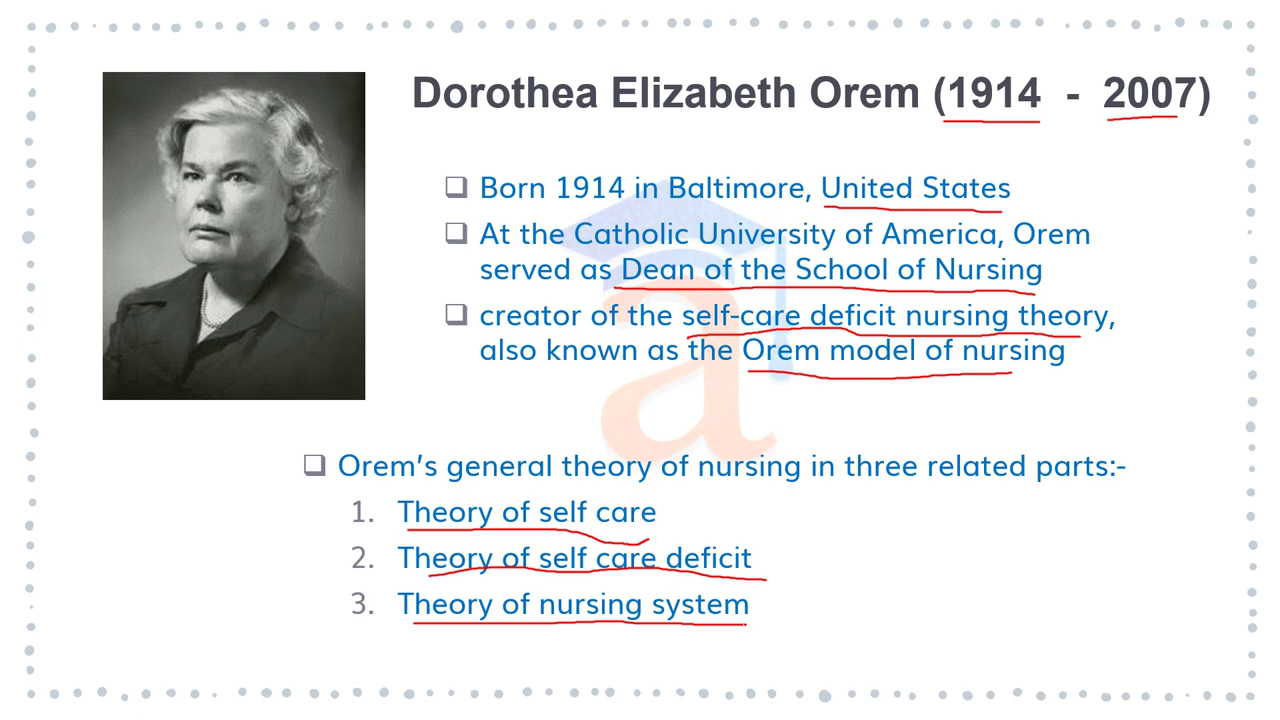 Dorothea Elizabeth Orem (1914 - 2007)
❑ Born 1914 in Baltimore, United States
❑ At the Catholic University of America, Orem
served as Dean of the School of Nursing
❑ creator of the self-care deficit nursing theory,
also known as the Orem model of nursing
❑ Orem’s general theory of nursing in three related parts:-
1. Theory of self care
2. Theory of self care deficit
3. Theory of nursing system
a